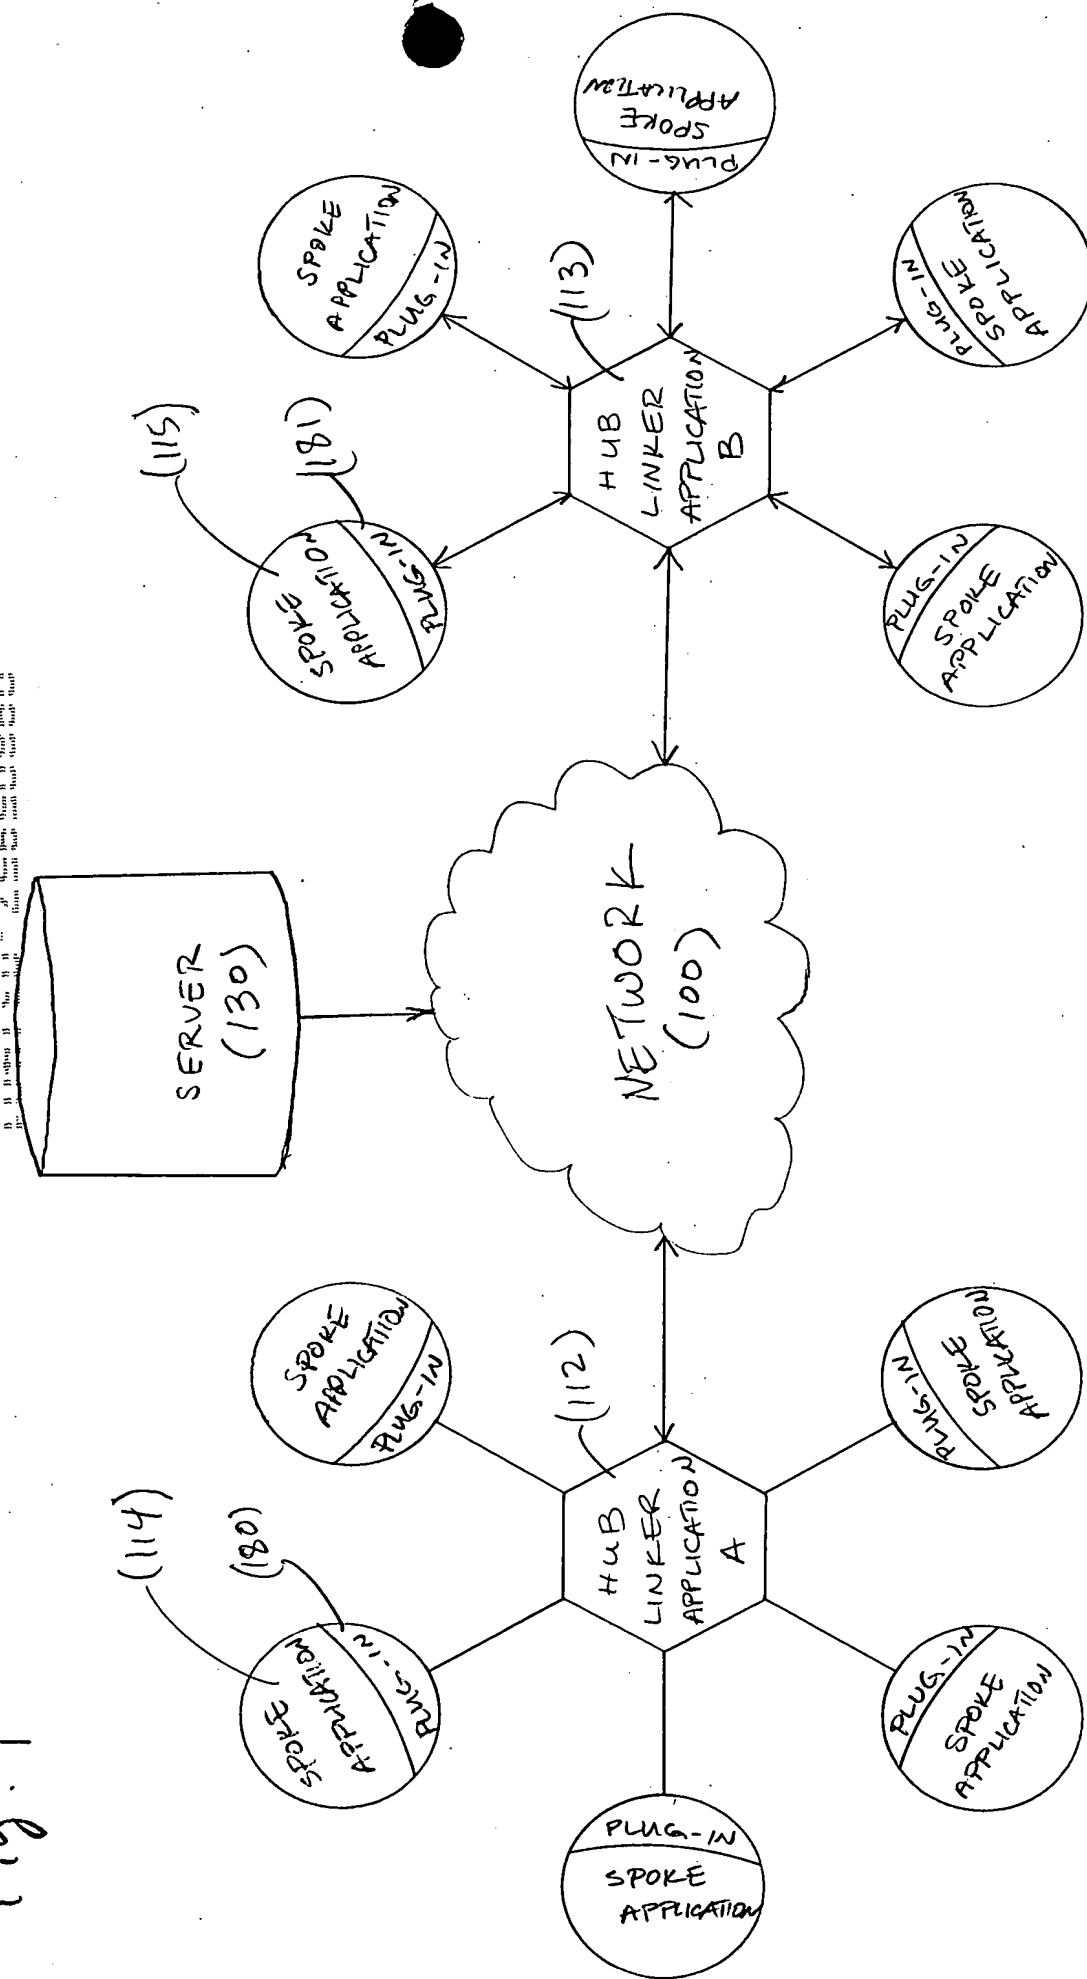 Fig. 1
SERVER
(130)
NETWORK
(100)
(114)
(180)
SPOKE
APPLICATION
PLUG-IN
SPOKE
APPLICATION
PLUG-IN
PLUG-IN
SPOKE
APPLICATION
(112)
HUB
LINKER
APPLICATION
A
PLUG-IN
SPOKE
APPLICATION
PLUG-IN
SPOKE
APPLICATION
(115)
(181)
SPOKE
APPLICATION
PLUG-IN
SPOKE
APPLICATION
PLUG-IN
(113)
HUB
LINKER
APPLICATION
B
PLUG-IN
SPOKE
APPLICATION
PLUG-IN
SPOKE
APPLICATION
PLUG-IN
SPOKE
APPLICATION